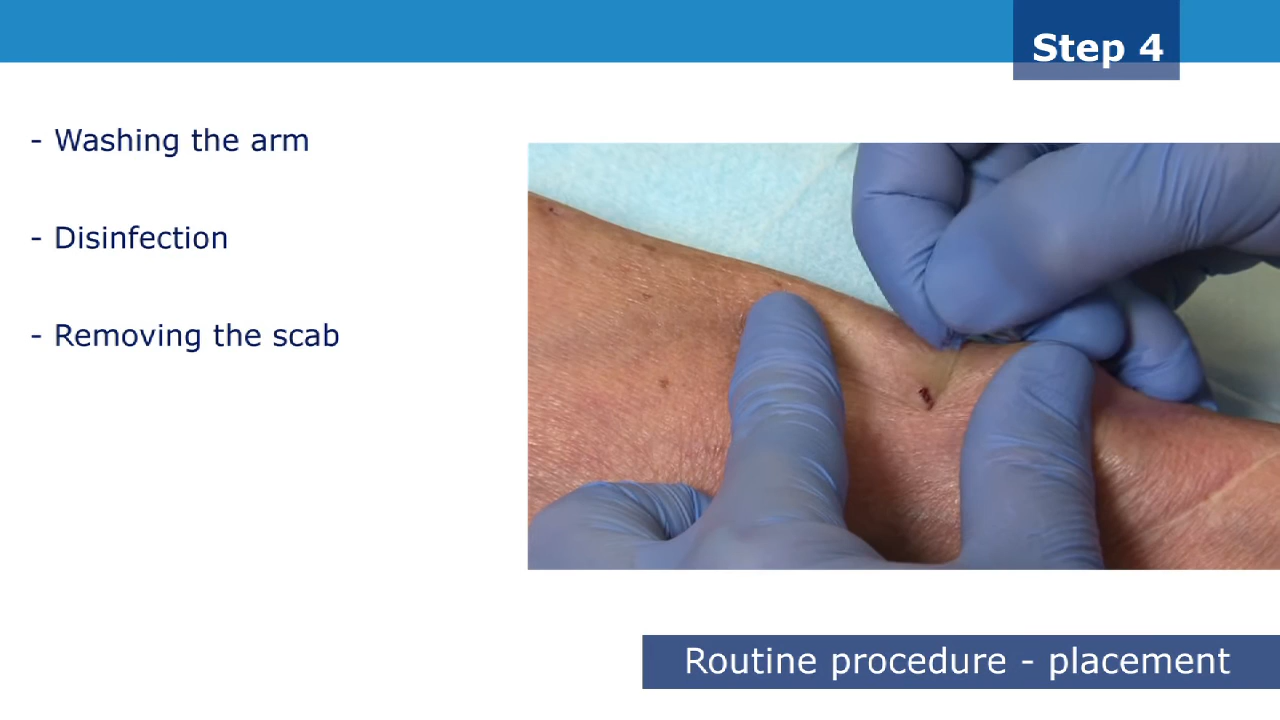 Step 4
- Washing the arm
- Disinfection
- Removing the scab
Routine procedure - placement